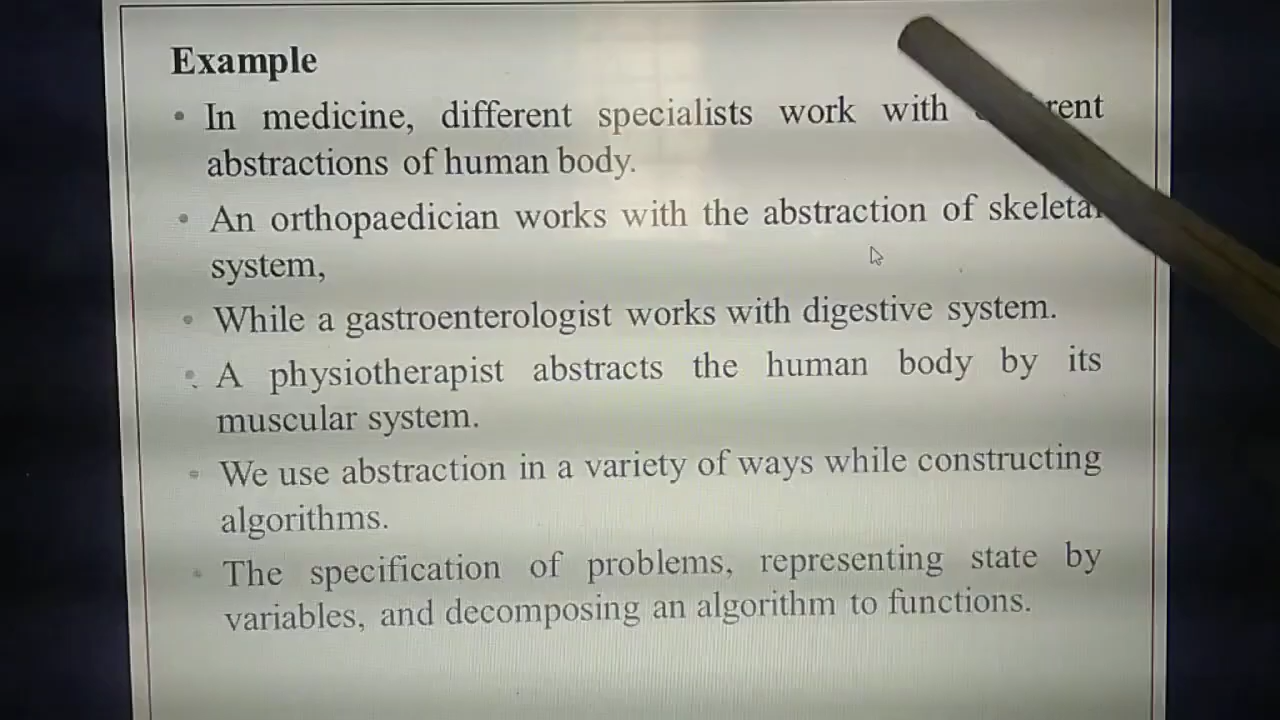 Example
• In medicine, different specialists work with rent
abstractions of human body.
• An orthopaedician works with the abstraction of skeletal
system,
• While a gastroenterologist works with digestive system.
• A physiotherapist abstracts the human body by its
muscular system.
• We use abstraction in a variety of ways while constructing
algorithms.
• The specification of problems, representing state by
variables, and decomposing an algorithm to functions.